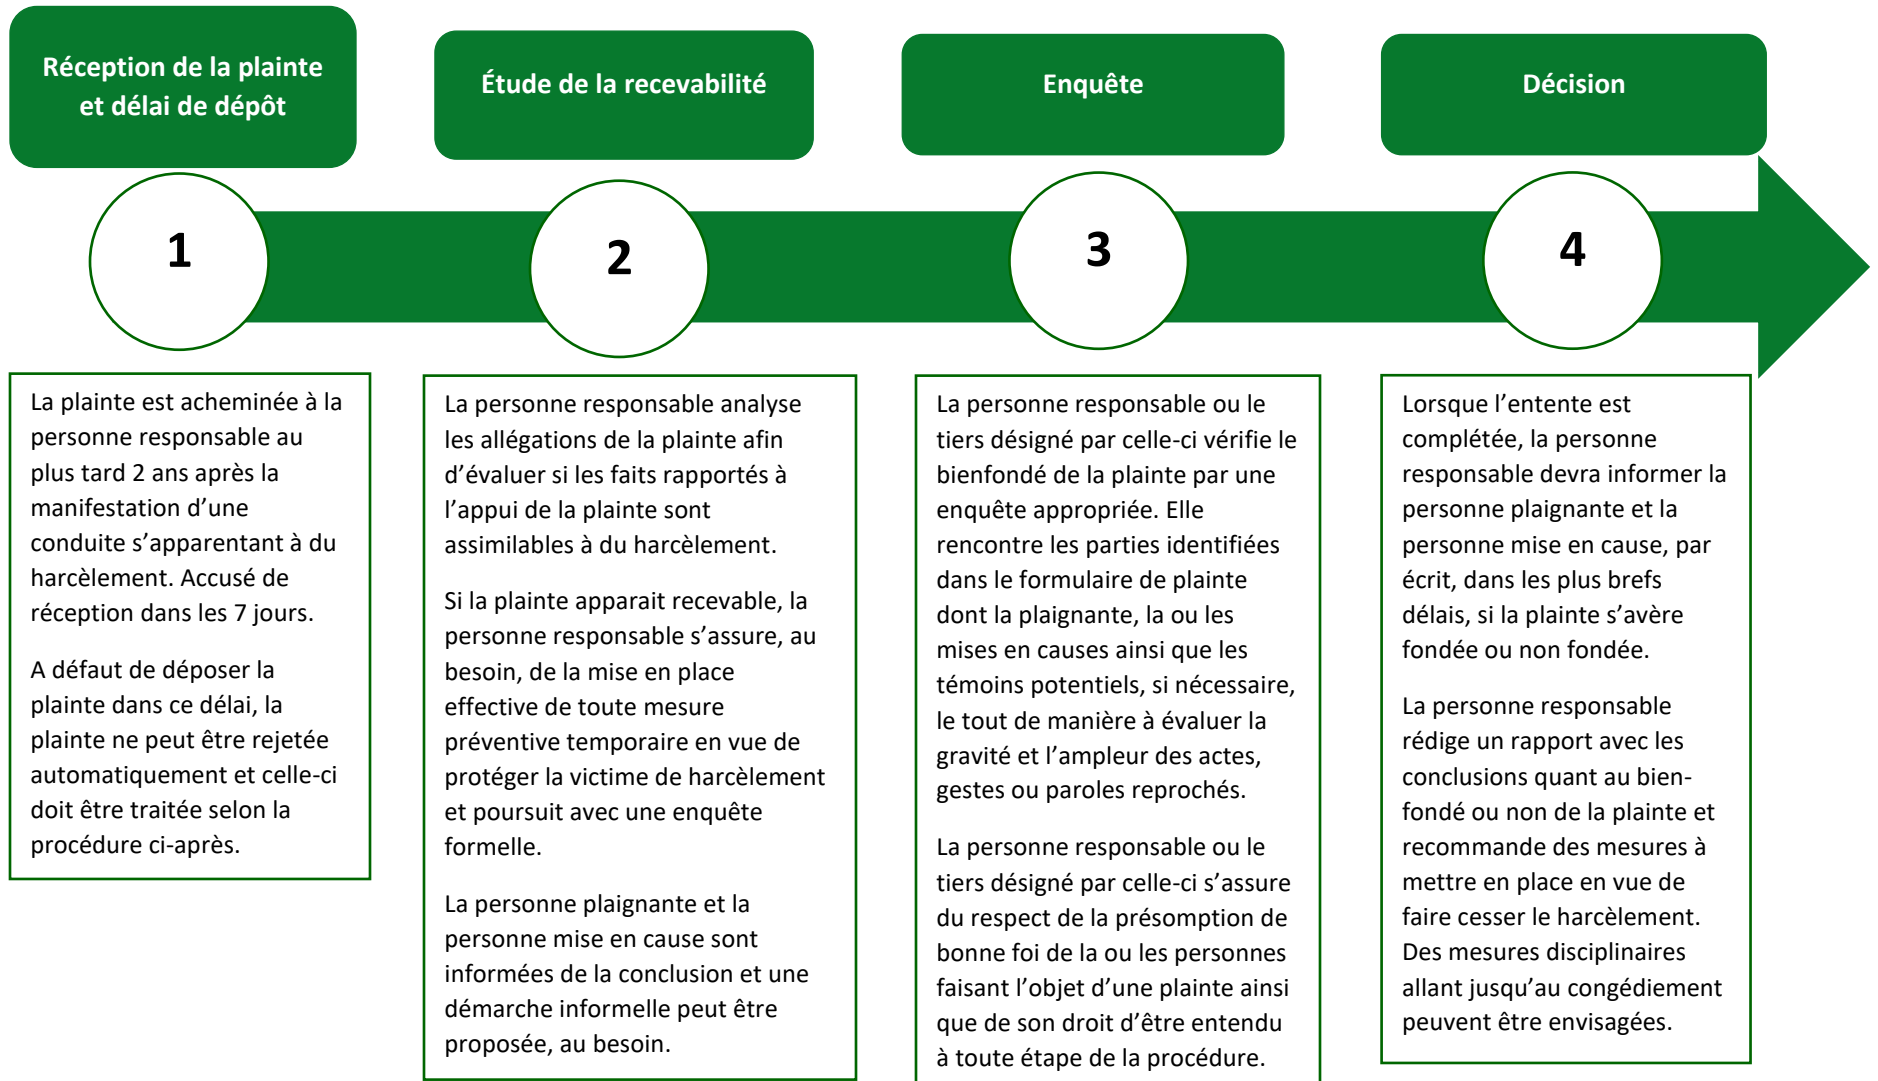 Réception de la plainte
et délai de dépôt
Étude de la recevabilité
Enquête
Décision
1
2
3
4
La plainte est acheminée à la
personne responsable au
plus tard 2 ans après la
manifestation d’une
conduite s’apparentant à du
harcèlement. Accusé de
réception dans les 7 jours.
A défaut de déposer la
plainte dans ce délai, la
plainte ne peut être rejetée
automatiquement et celle-ci
doit être traitée selon la
procédure ci-après.
La personne responsable analyse
les allégations de la plainte afin
d’évaluer si les faits rapportés à
l’appui de la plainte sont
assimilables à du harcèlement.
Si la plainte apparait recevable, la
personne responsable s’assure, au
besoin, de la mise en place
effective de toute mesure
préventive temporaire en vue de
protéger la victime de harcèlement
et poursuit avec une enquête
formelle.
La personne plaignante et la
personne mise en cause sont
informées de la conclusion et une
démarche informelle peut être
proposée, au besoin.
La personne responsable ou le
tiers désigné par celle-ci vérifie le
bienfondé de la plainte par une
enquête appropriée. Elle
rencontre les parties identifiées
dans le formulaire de plainte
dont la plaignante, la ou les
mises en causes ainsi que les
témoins potentiels, si nécessaire,
le tout de manière à évaluer la
gravité et l’ampleur des actes,
gestes ou paroles reprochés.
La personne responsable ou le
tiers désigné par celle-ci s’assure
du respect de la présomption de
bonne foi de la ou les personnes
faisant l’objet d’une plainte ainsi
que de son droit d’être entendu
à toute étape de la procédure.
Lorsque l’entente est
complétée, la personne
responsable devra informer la
personne plaignante et la
personne mise en cause, par
écrit, dans les plus brefs
délais, si la plainte s’avère
fondée ou non fondée.
La personne responsable
rédige un rapport avec les
conclusions quant au bien-
fondé ou non de la plainte et
recommande des mesures à
mettre en place en vue de
faire cesser le harcèlement.
Des mesures disciplinaires
allant jusqu’au congédiement
peuvent être envisagées.